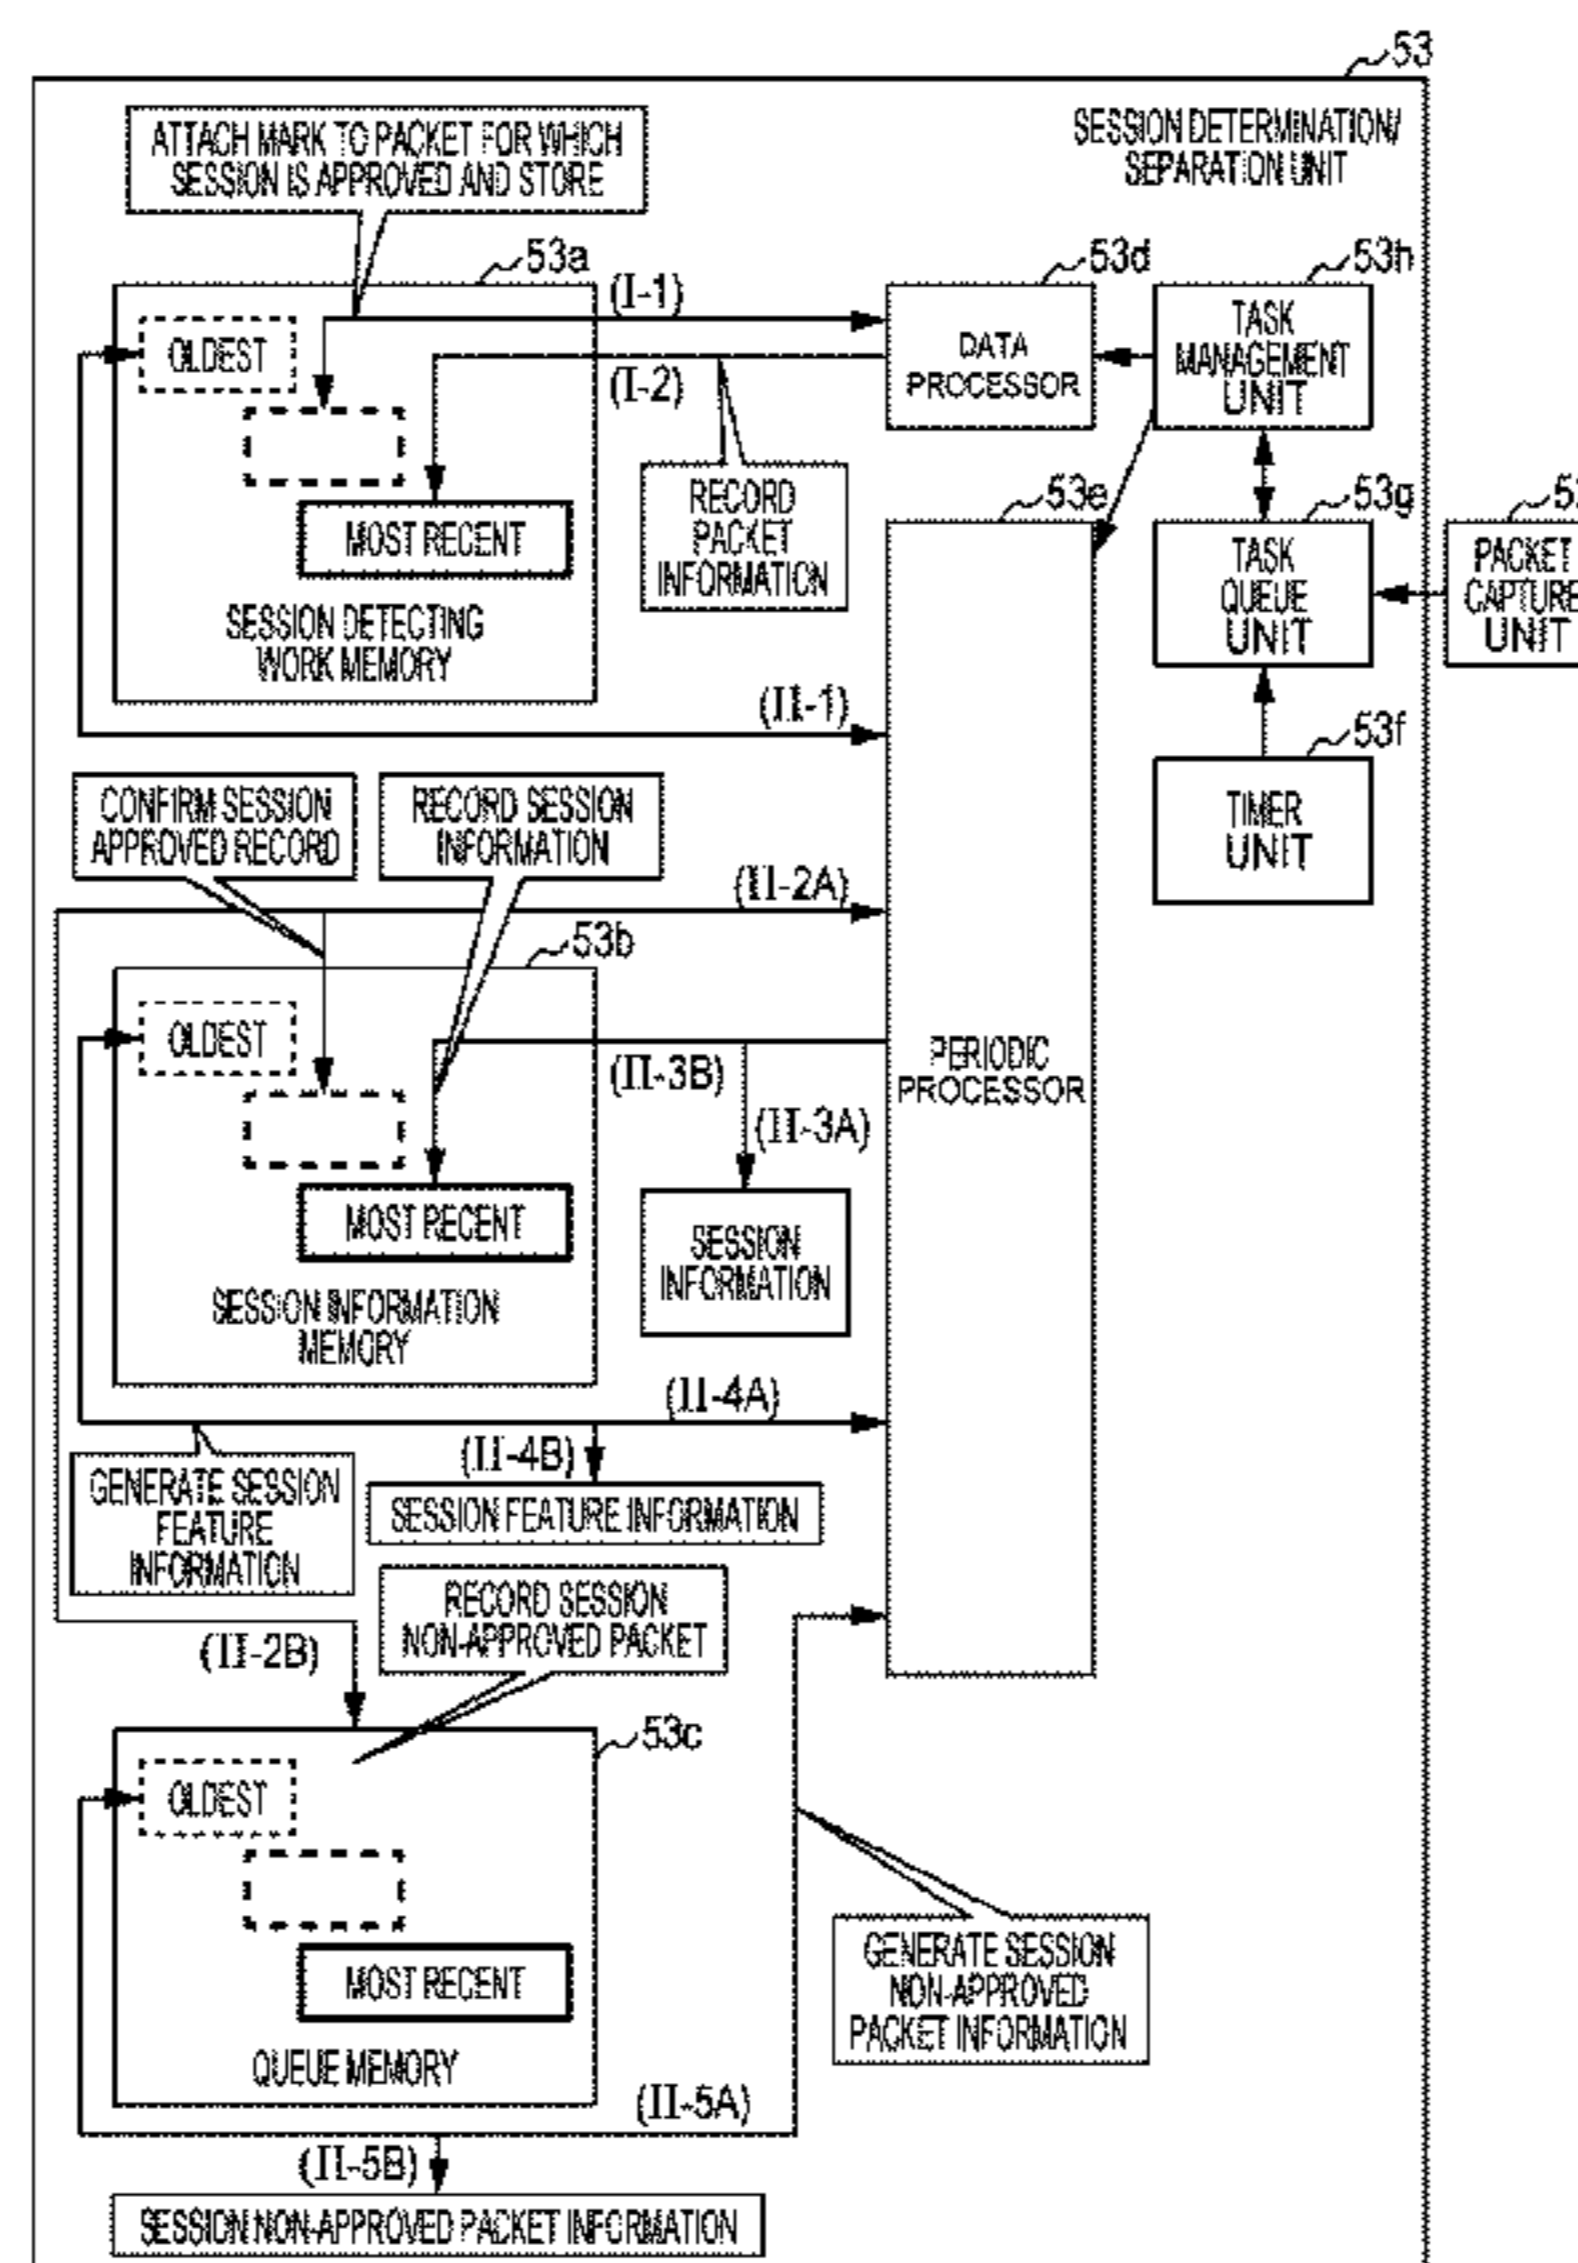 53
ATTACH MARK TO PACKET FOR WHICH
SESSION IS APPROVED AND STORE
SESSION DETERMINATION/
SEPARATION UNIT
53a
(I-1)
53d
53h
OLDEST
DATA
PROCESSOR
TASK
MANAGEMENT
UNIT
(I-2)
MOST RECENT
RECORD
PACKET
INFORMATION
53e
53g
TASK
QUEUE
UNIT
PACKET
CAPTURE
UNIT
SESSION DETECTING
WORK MEMORY
(II-1)
53f
TIMER
UNIT
CONFIRM SESSION
APPROVED RECORD
RECORD SESSION
INFORMATION
(II-2A)
53b
OLDEST
(II-3B)
PERIODIC
PROCESSOR
(II-3A)
MOST RECENT
SESSION
INFORMATION
SESSION INFORMATION
MEMORY
(II-4A)
(II-4B)
GENERATE SESSION
FEATURE
INFORMATION
SESSION FEATURE INFORMATION
RECORD SESSION
NON-APPROVED PACKET
(II-2B)
53c
OLDEST
MOST RECENT
GENERATE SESSION
NON-APPROVED
PACKET INFORMATION
QUEUE MEMORY
(II-5A)
(II-5B)
SESSION NON-APPROVED PACKET INFORMATION